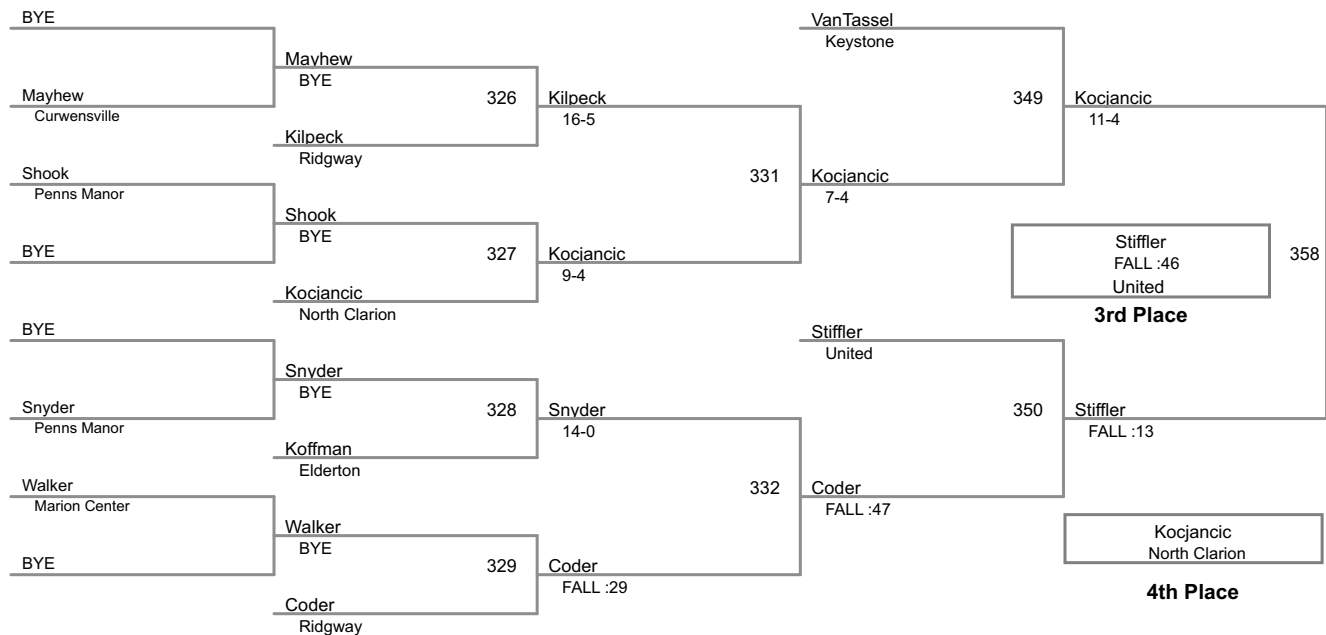 BYE
Mayhew
Curwensville
Shook
Penns Manor
BYE
BYE
Snyder
Penns Manor
Walker
Marion Center
BYE
Mayhew
BYE
326
Kilpeck
Ridgway
Shook
BYE
327
Kocjancic
North Clarion
Snyder
BYE
328
Koffman
Elderton
Walker
BYE
329
Coder
Ridgway
Kilpeck
16-5
331
Kocjancic
9-4
Snyder
14-0
332
Coder
FALL :29
VanTassel
Keystone
349
Kocjancic
7-4
Stiffler
United
350
Coder
FALL :47
Kocjancic
11-4
358
Stiffler
FALL :13
Stiffler
FALL :46
United
3rd Place
Kocjancic
North Clarion
4th Place